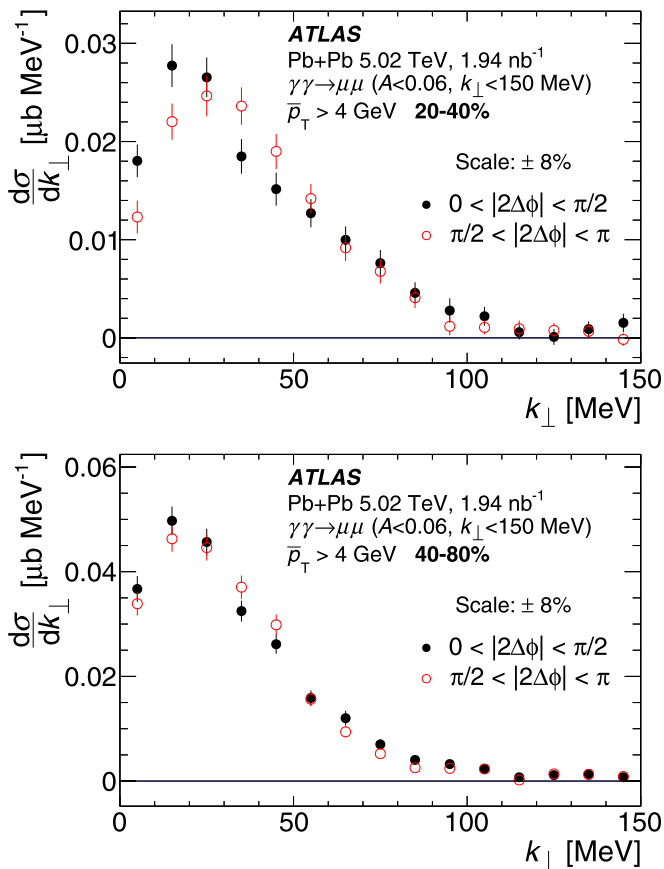 ATLAS
Pb+Pb 5.02 TeV, 1.94 nb⁻¹
γγ→μμ (A<0.06, k⊥<150 MeV)
p̅T > 4 GeV 20-40%
Scale: ± 8%
0 < |2Δϕ| < π/2
π/2 < |2Δϕ| < π
dσ/dk⊥ [μb MeV⁻¹]
0.03
0.02
0.01
0
0 50 100 150
k⊥ [MeV]
ATLAS
Pb+Pb 5.02 TeV, 1.94 nb⁻¹
γγ→μμ (A<0.06, k⊥<150 MeV)
p̅T > 4 GeV 40-80%
Scale: ± 8%
0 < |2Δϕ| < π/2
π/2 < |2Δϕ| < π
dσ/dk⊥ [μb MeV⁻¹]
0.06
0.04
0.02
0
0 50 100 150
k⊥ [MeV]